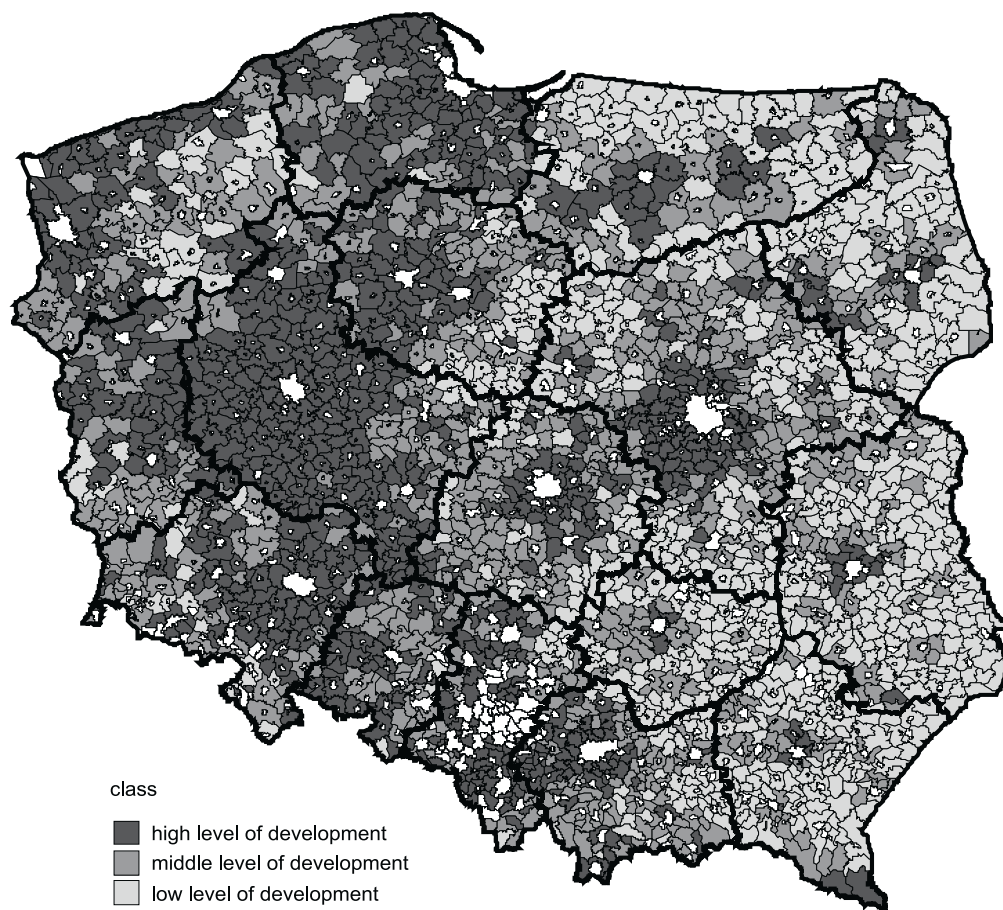 class
high level of development
middle level of development
low level of development